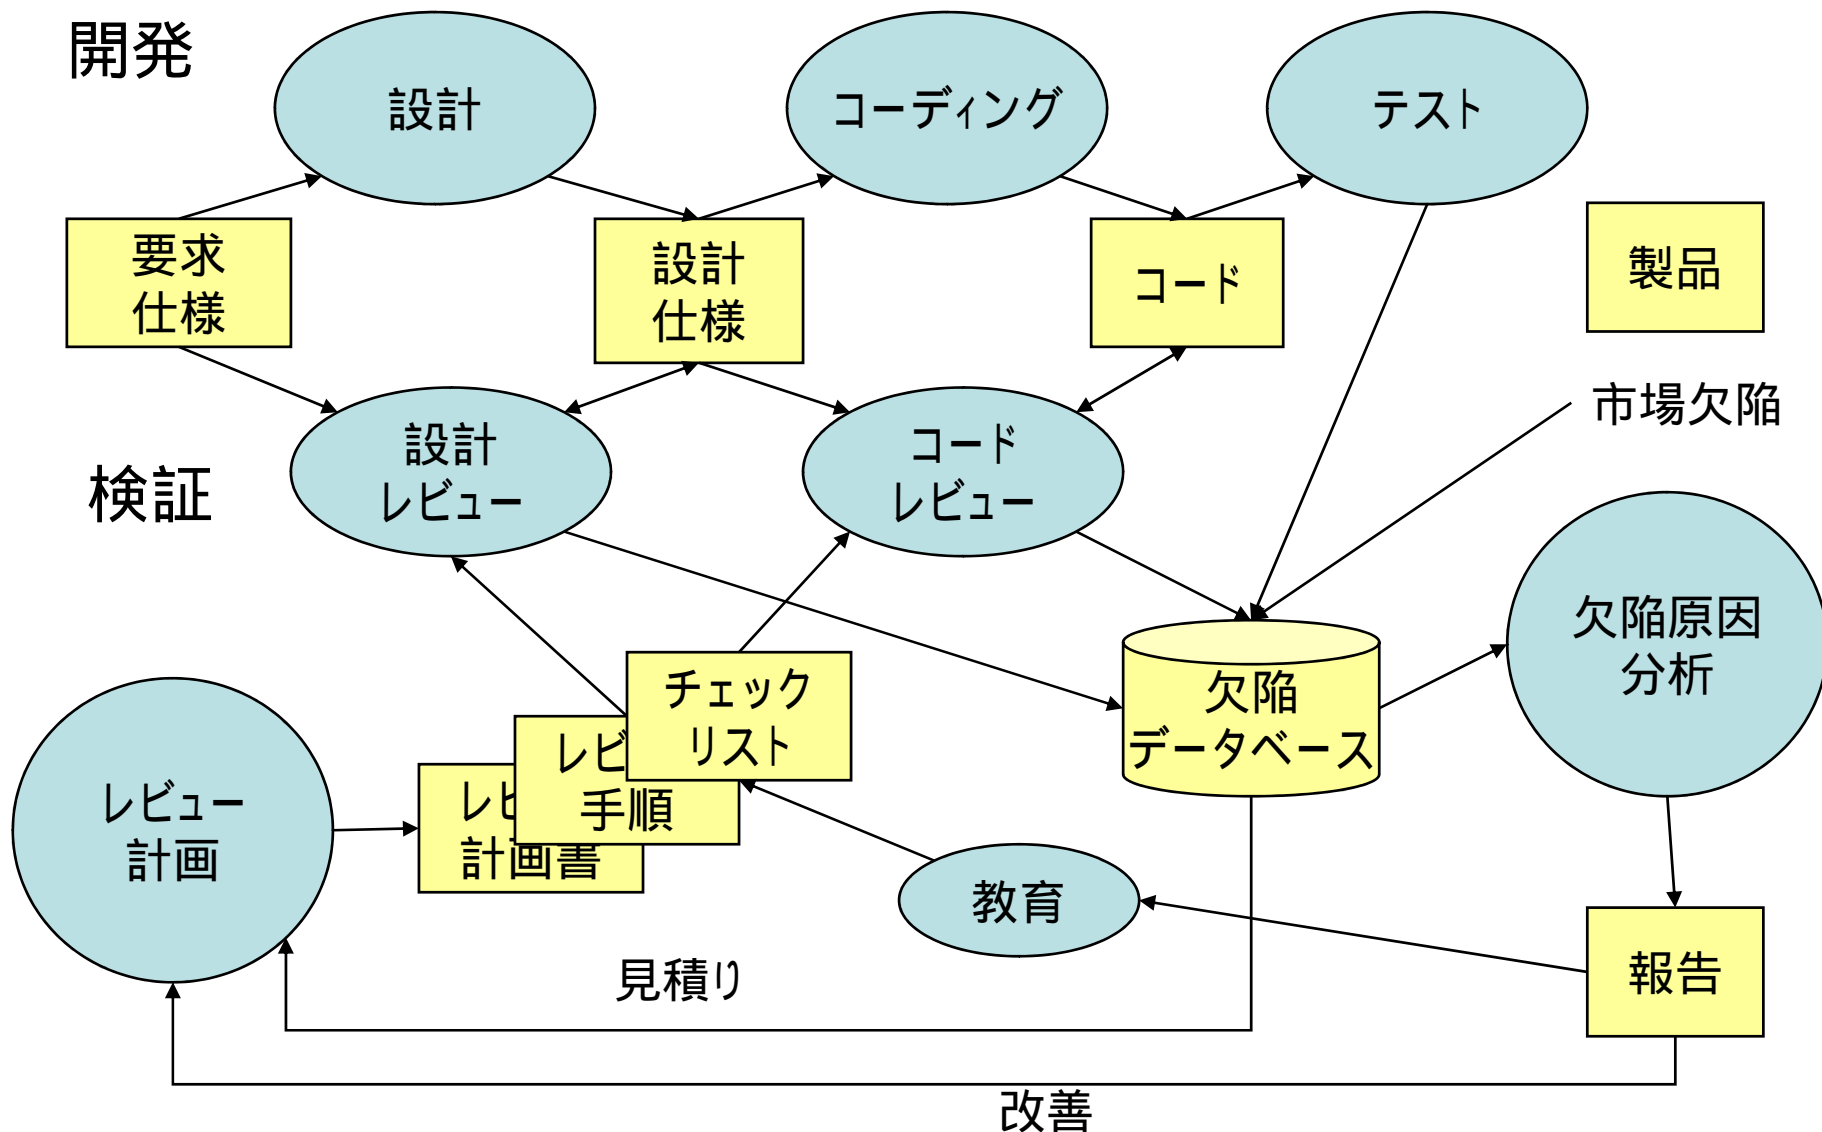 開発
設計
コーディング
テスト
要求
仕様
設計
仕様
コード
製品
市場欠陥
検証
設計
レビュー
コード
レビュー
欠陥原因
分析
チェック
リスト
欠陥
データベース
レビ
手順
レビ
計画書
レビュー
計画
教育
報告
見積り
改善